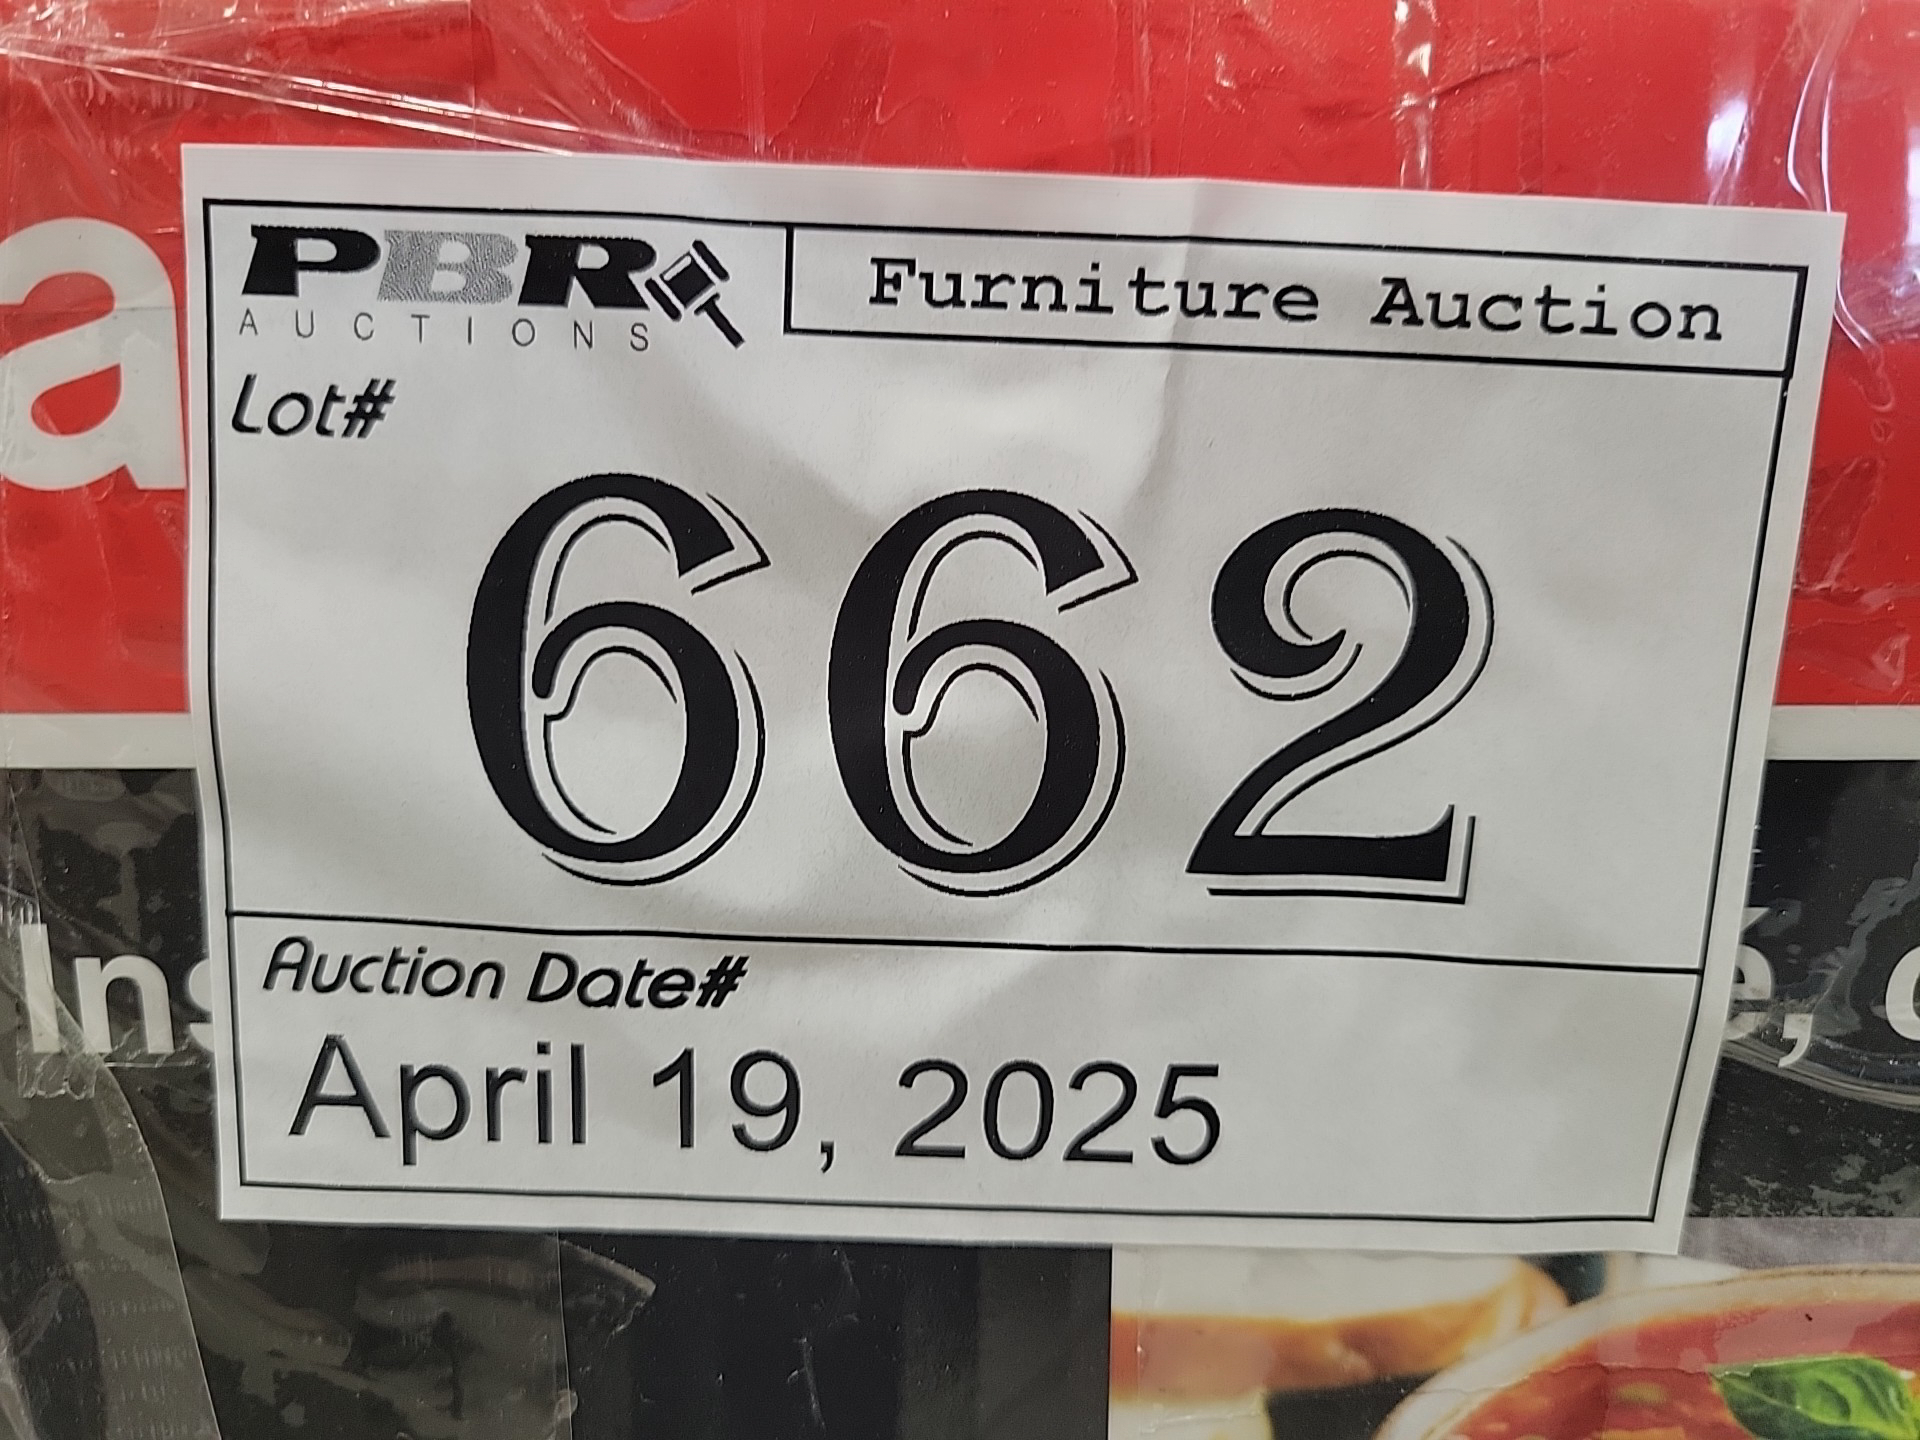 PBR
AUCTIONS
Furniture Auction
Lot#
662
Auction Date#
April 19, 2025
a